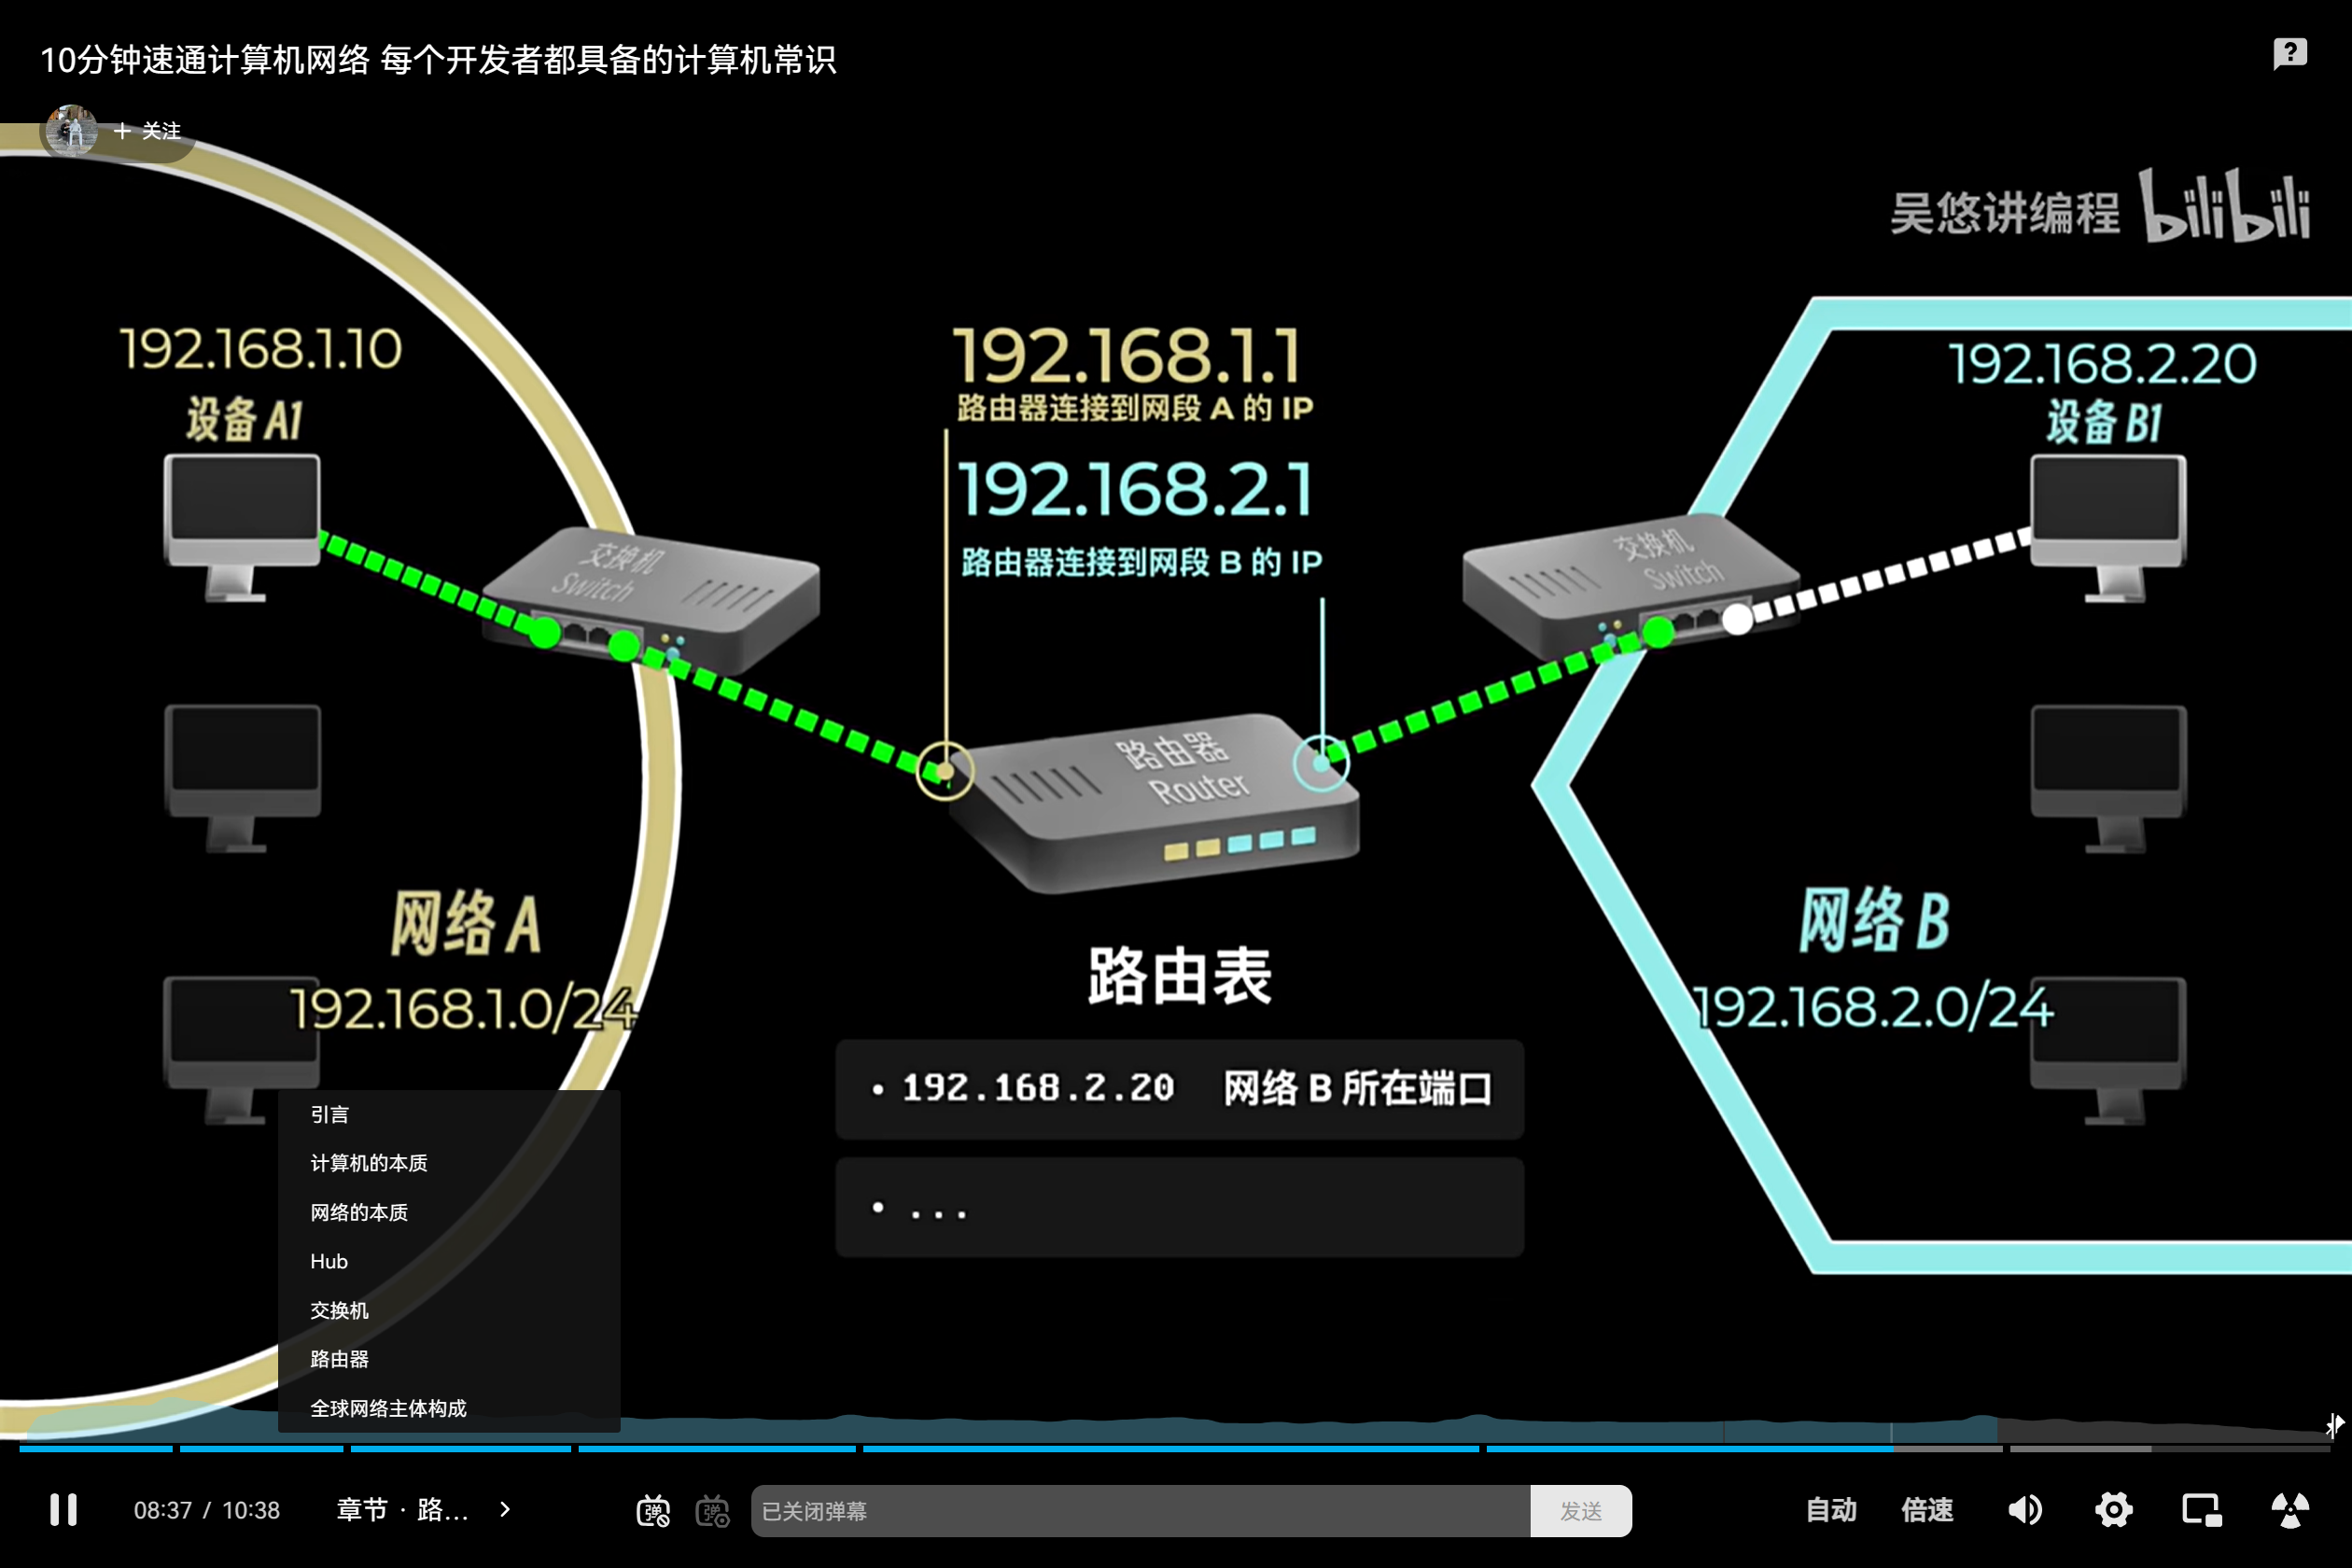 10分钟速通计算机网络 每个开发者都具备的计算机常识
+ 关注
吴悠讲编程 bilibili
192.168.1.10
设备 A1
192.168.1.1
路由器连接到网段 A 的 IP
192.168.2.1
路由器连接到网段 B 的 IP
192.168.2.20
设备 B1
交换机
Switch
交换机
Switch
路由器
Router
网络 A
192.168.1.0/24
网络 B
192.168.2.0/24
路由表
• 192.168.2.20 网络 B 所在端口
• ...
引言
计算机的本质
网络的本质
Hub
交换机
路由器
全球网络主体构成
08:37 / 10:38
章节 · 路...
弹
弹
已关闭弹幕
发送
自动
倍速